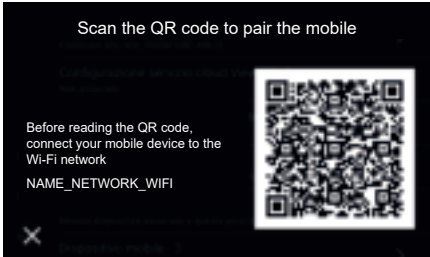 Scan the QR code to pair the mobile
Before reading the QR code,
connect your mobile device to the
Wi-Fi network
NAME_NETWORK_WIFI